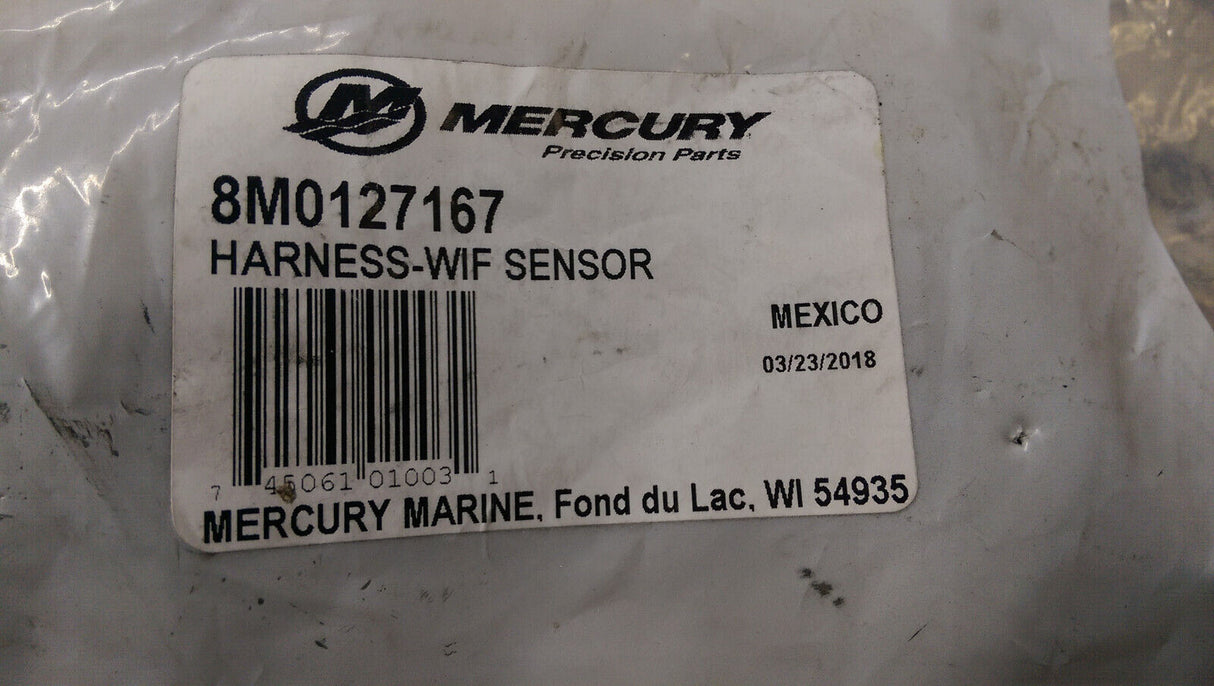 MERCURY
Precision Parts
8M0127167
HARNESS-WIF SENSOR
MEXICO
03/23/2018
7 45061 01003 1
MERCURY MARINE, Fond du Lac, WI 54935